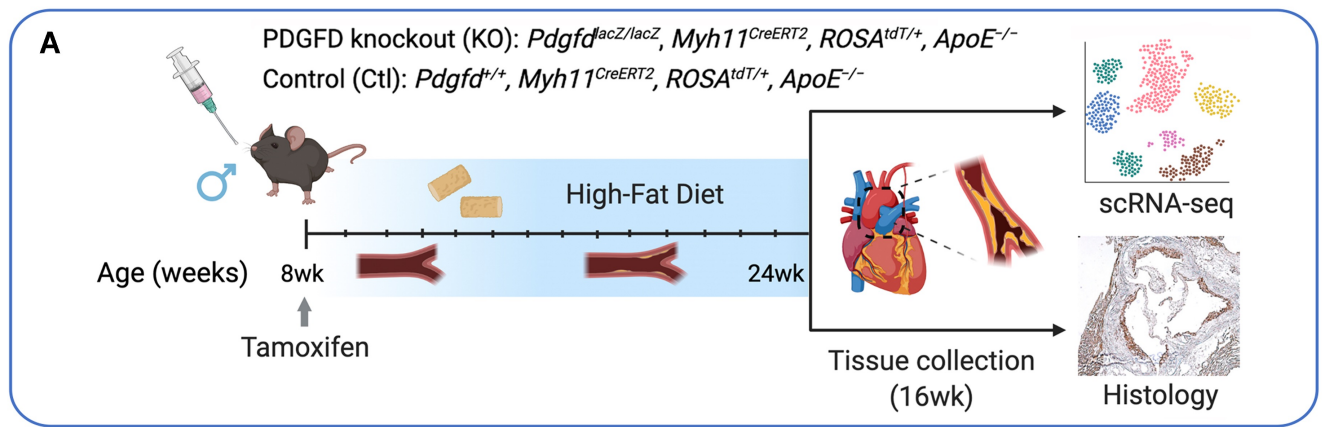 A
PDGFD knockout (KO): Pdgfd^lacZ/lacZ, Myh11^CreERT2, ROSA^tdT/+, ApoE^−/−
Control (Ctl): Pdgfd^+/+, Myh11^CreERT2, ROSA^tdT/+, ApoE^−/−
High-Fat Diet
scRNA-seq
Age (weeks) 8wk 24wk
Tamoxifen
Tissue collection
(16wk)
Histology